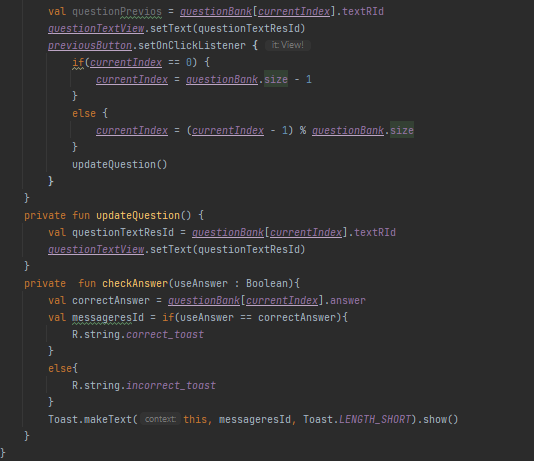 val questionPrevios = questionBank[currentIndex].textRId
questionTextView.setText(questionTextResId)
previousButton.setOnClickListener { it: View!
if(currentIndex == 0) {
currentIndex = questionBank.size - 1
}
else {
currentIndex = (currentIndex - 1) % questionBank.size
}
updateQuestion()
}
}
private fun updateQuestion() {
val questionTextResId = questionBank[currentIndex].textRId
questionTextView.setText(questionTextResId)
}
private  fun checkAnswer(useAnswer : Boolean){
val correctAnswer = questionBank[currentIndex].answer
val messageresId = if(useAnswer == correctAnswer){
R.string.correct_toast
}
else{
R.string.incorrect_toast
}
Toast.makeText( context: this, messageresId, Toast.LENGTH_SHORT).show()
}
}